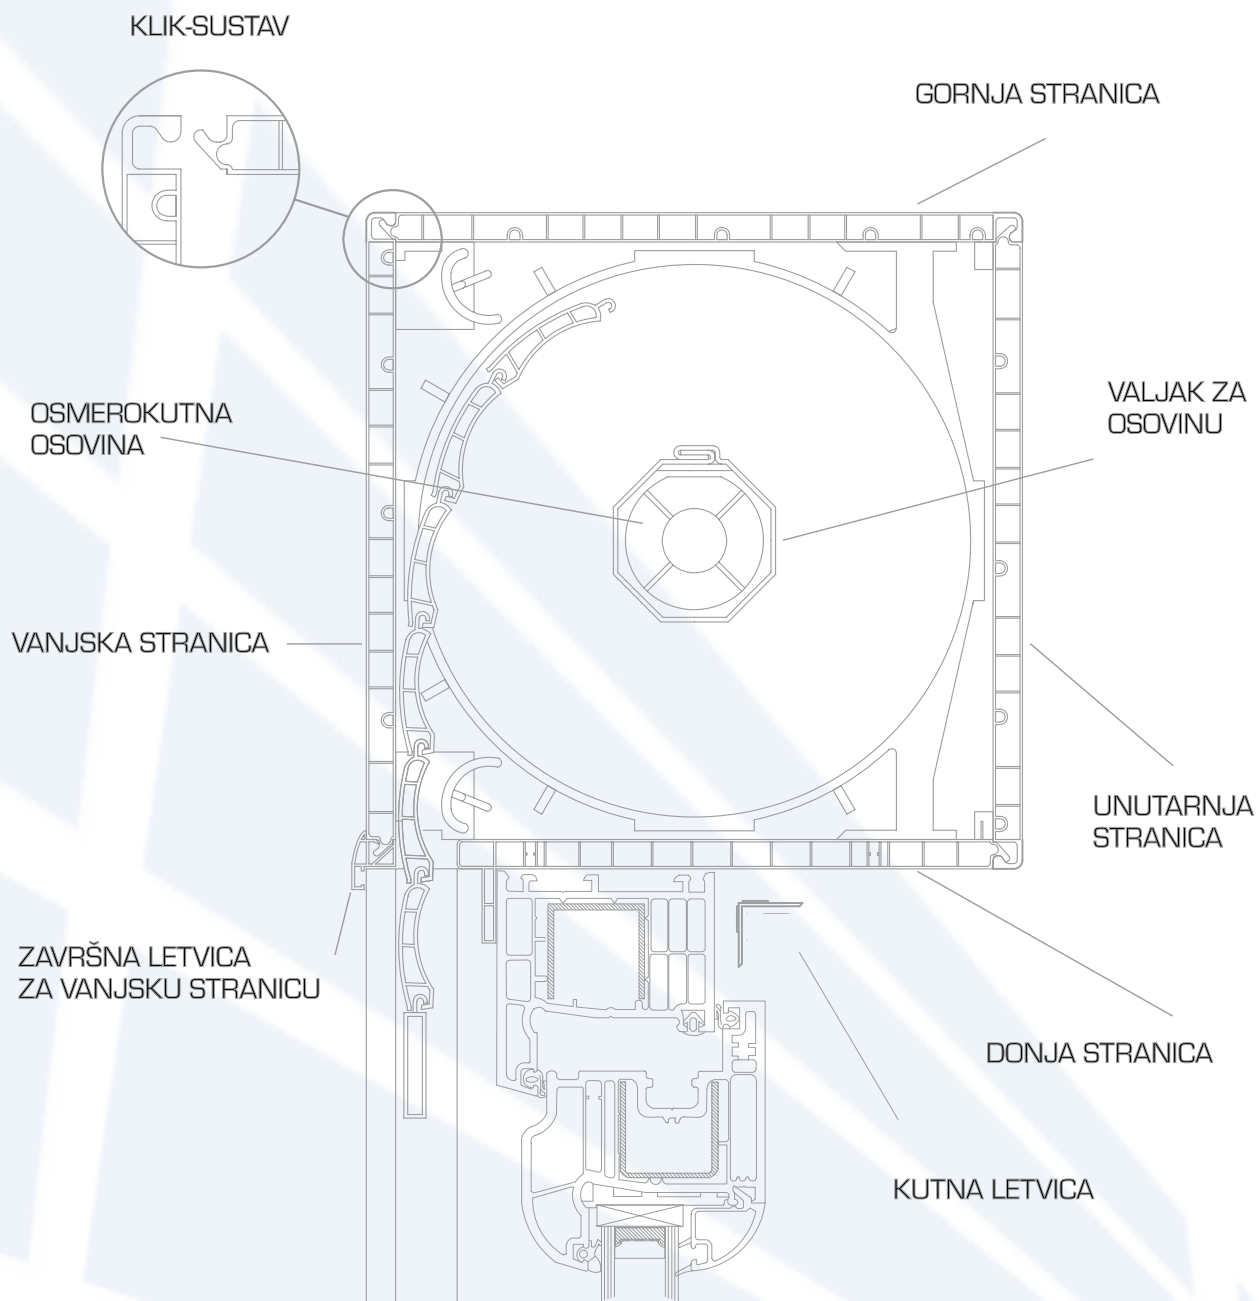 KLIK-SUSTAV
GORNJA STRANICA
VALJAK ZA
OSOVINU
OSMEROKUTNA
OSOVINA
VANJSKA STRANICA
UNUTARNJA
STRANICA
ZAVRŠNA LETVICA
ZA VANJSKU STRANICU
DONJA STRANICA
KUTNA LETVICA